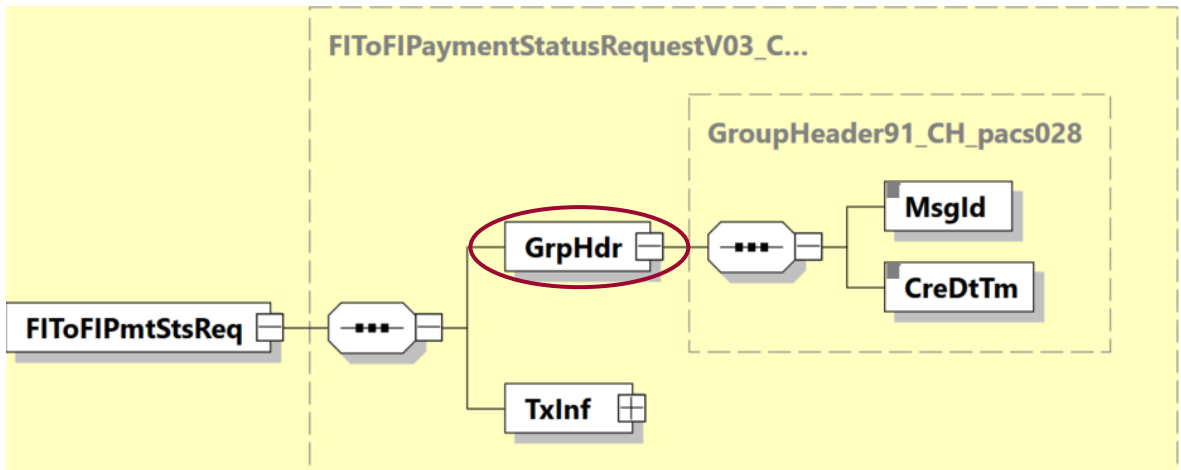 FIToFIPaymentStatusRequestV03_C...
GroupHeader91_CH_pacs028
MsgId
GrpHdr
CreDtTm
FIToFIPmtStsReq
TxInf